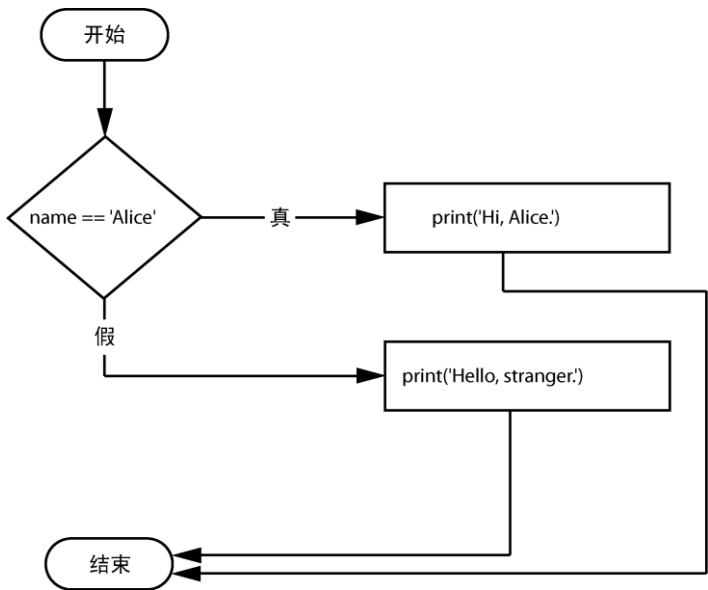 开始
name == 'Alice'
真
print('Hi, Alice.')
假
print('Hello, stranger.')
结束